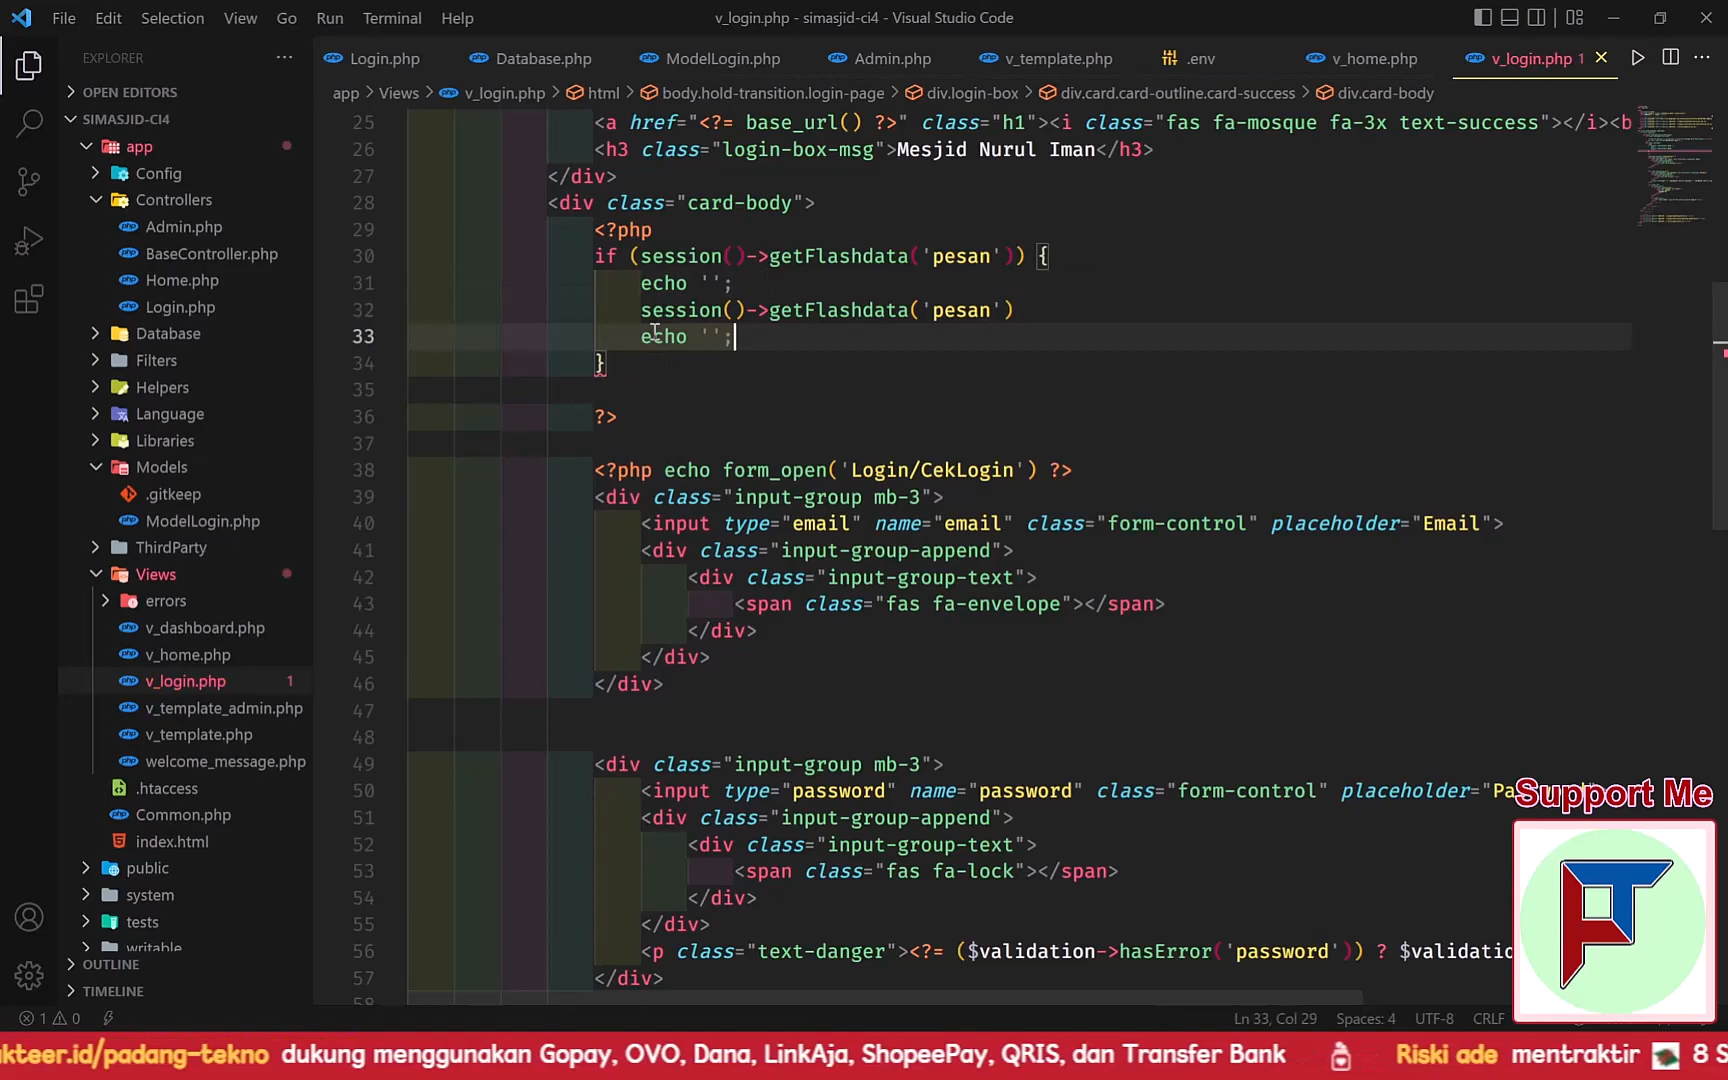 File Edit Selection View Go Run Terminal Help
v_login.php - simasjid-ci4 - Visual Studio Code
EXPLORER
Login.php Database.php ModelLogin.php Admin.php v_template.php .env v_home.php v_login.php 1
OPEN EDITORS
app > Views > v_login.php > html > body.hold-transition.login-page > div.login-box > div.card.card-outline.card-success > div.card-body
SIMASJID-CI4
app
Config
Controllers
Admin.php
BaseController.php
Home.php
Login.php
Database
Filters
Helpers
Language
Libraries
Models
.gitkeep
ModelLogin.php
ThirdParty
Views
errors
v_dashboard.php
v_home.php
v_login.php 1
v_template_admin.php
v_template.php
welcome_message.php
.htaccess
Common.php
index.html
public
system
tests
writable
OUTLINE
TIMELINE
25 <a href="<?= base_url() ?>" class="h1"><i class="fas fa-mosque fa-3x text-success"></i><b
26 <h3 class="login-box-msg">Mesjid Nurul Iman</h3>
27 </div>
28 <div class="card-body">
29 <?php
30 if (session()->getFlashdata('pesan')) {
31 echo '';
32 session()->getFlashdata('pesan')
33 echo '';
34 }
35
36 ?>
37
38 <?php echo form_open('Login/CekLogin') ?>
39 <div class="input-group mb-3">
40 <input type="email" name="email" class="form-control" placeholder="Email">
41 <div class="input-group-append">
42 <div class="input-group-text">
43 <span class="fas fa-envelope"></span>
44 </div>
45 </div>
46 </div>
47
48
49 <div class="input-group mb-3">
50 <input type="password" name="password" class="form-control" placeholder=
51 <div class="input-group-append">
52 <div class="input-group-text">
53 <span class="fas fa-lock"></span>
54 </div>
55 </div>
56 <p class="text-danger"><?= ($validation->hasError('password')) ? $validatio
57 </div>
58
Support Me
1 0
Ln 33, Col 29 Spaces: 4 UTF-8 CRLF
akteer.id/padang-tekno dukung menggunakan Gopay, OVO, Dana, LinkAja, ShopeePay, QRIS, dan Transfer Bank Riski ade mentraktir 8 S